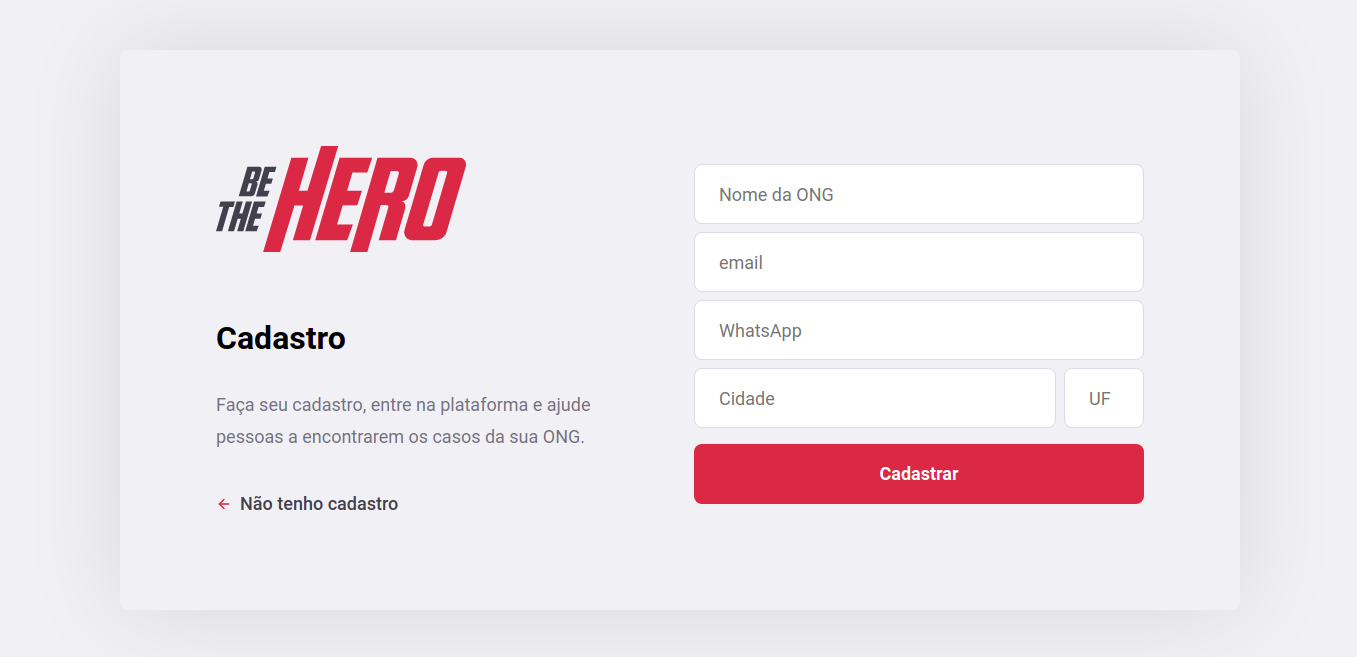 BE
THE HERO
Cadastro
Faça seu cadastro, entre na plataforma e ajude
pessoas a encontrarem os casos da sua ONG.
Não tenho cadastro
Nome da ONG
email
WhatsApp
Cidade UF
Cadastrar